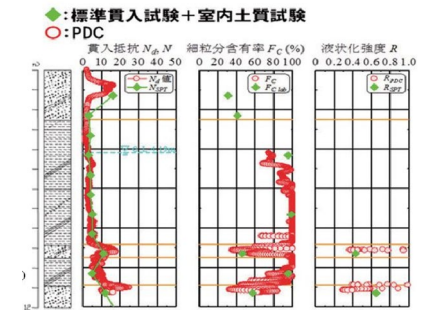 ◆:標準貫入試験+室内土質試験
○:PDC
貫入抵抗 Nd, N
細粒分含有率 FC (%)
液状化強度 R
0 10 20 30 40 50
0 20 40 60 80 100
0 0.2 0.4 0.6 0.8 1.0
Nd 値
NSPT
FC
FC lab
RPDC
RSPT